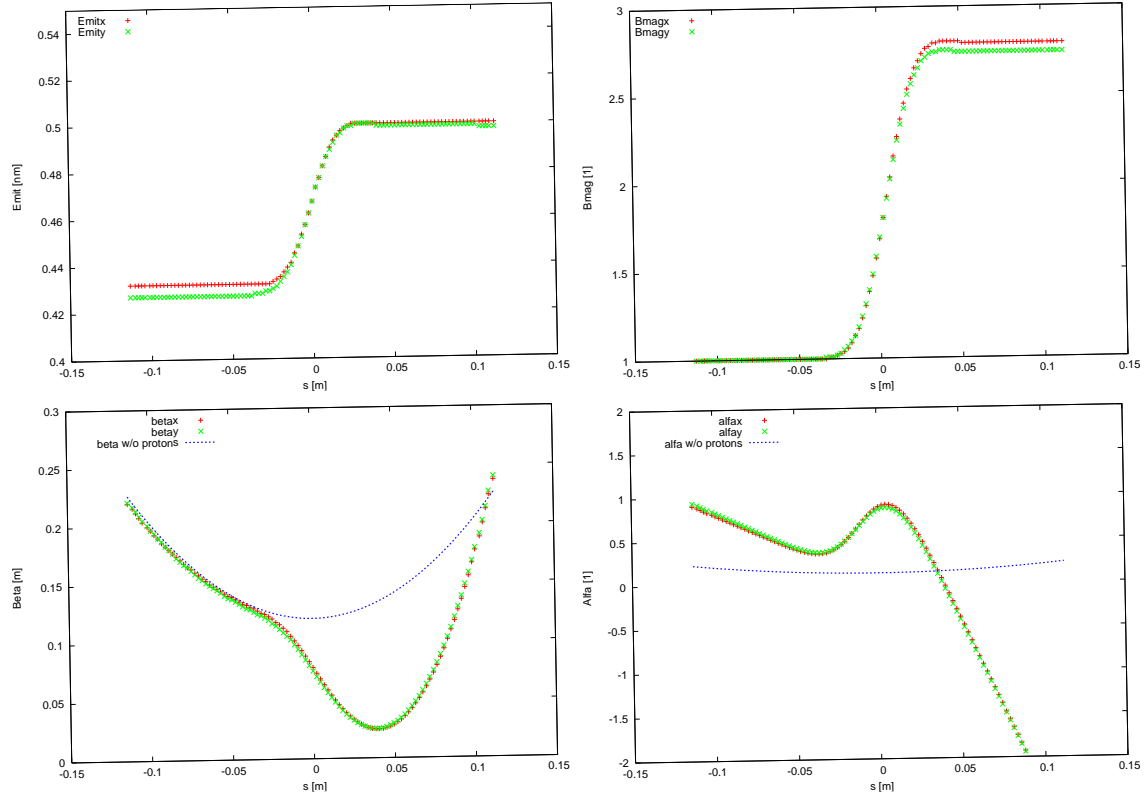 Emitx
Emity
0.54
0.52
0.5
0.48
0.46
0.44
0.42
0.4
Emit [nm]
-0.15 -0.1 -0.05 0 0.05 0.1 0.15
s [m]
Bmagx
Bmagy
3
2.5
2
1.5
1
Bmag [1]
-0.15 -0.1 -0.05 0 0.05 0.1 0.15
s [m]
betax
betay
beta w/o protons
0.3
0.25
0.2
0.15
0.1
0.05
0
Beta [m]
-0.15 -0.1 -0.05 0 0.05 0.1 0.15
s [m]
alfax
alfay
alfa w/o protons
2
1.5
1
0.5
0
-0.5
-1
-1.5
-2
Alfa [1]
-0.15 -0.1 -0.05 0 0.05 0.1 0.15
s [m]